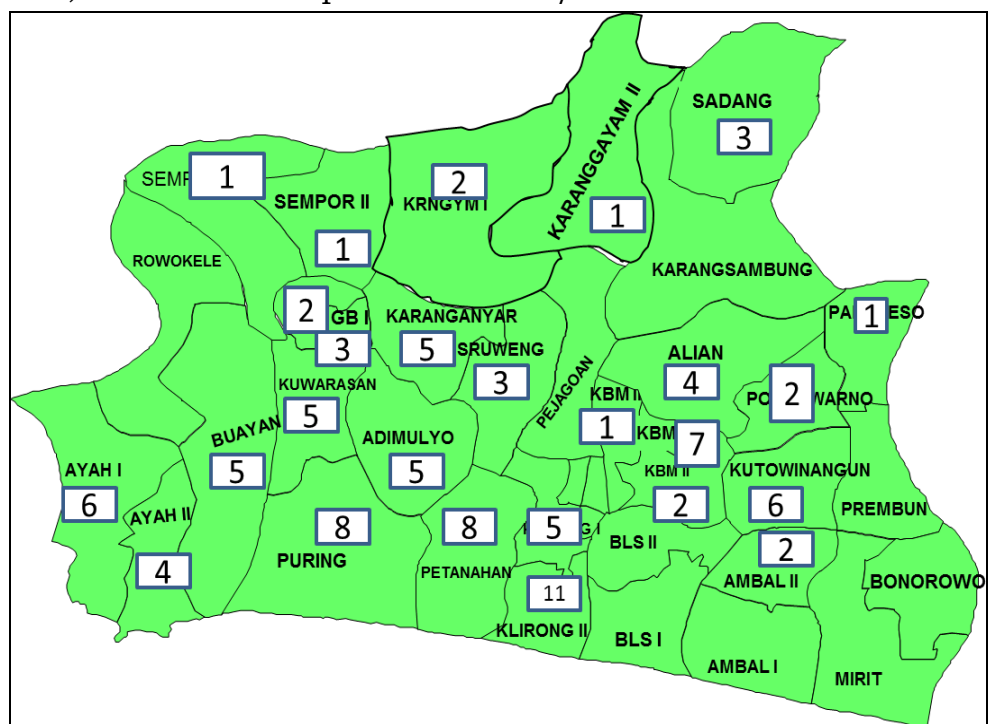 KARANGGAYAM II
SADANG
3
1
SEMP
SEMPOR II
2
KRNGYM I
1
1
ROWOKELE
KARANGSAMBUNG
2
GB I
3
KARANGANYAR
5
SRUWENG
3
PEJAGOAN
1
ALIAN
4
2
KUWARASAN
5
KBM II
1
KBM
7
BUAYAN
5
ADIMULYO
5
KBM II
2
KUTOWINANGUN
6
AYAH I
6
AYAH II
4
PREMBUN
8
PURING
8
PETANAHAN
5
BLS II
2
AMBAL II
BONOROWO
11
KLIRONG II
BLS I
AMBAL I
MIRIT